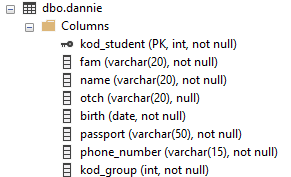 dbo.dannie
Columns
kod_student (PK, int, not null)
fam (varchar(20), not null)
name (varchar(20), not null)
otch (varchar(20), null)
birth (date, not null)
passport (varchar(50), not null)
phone_number (varchar(15), not null)
kod_group (int, not null)